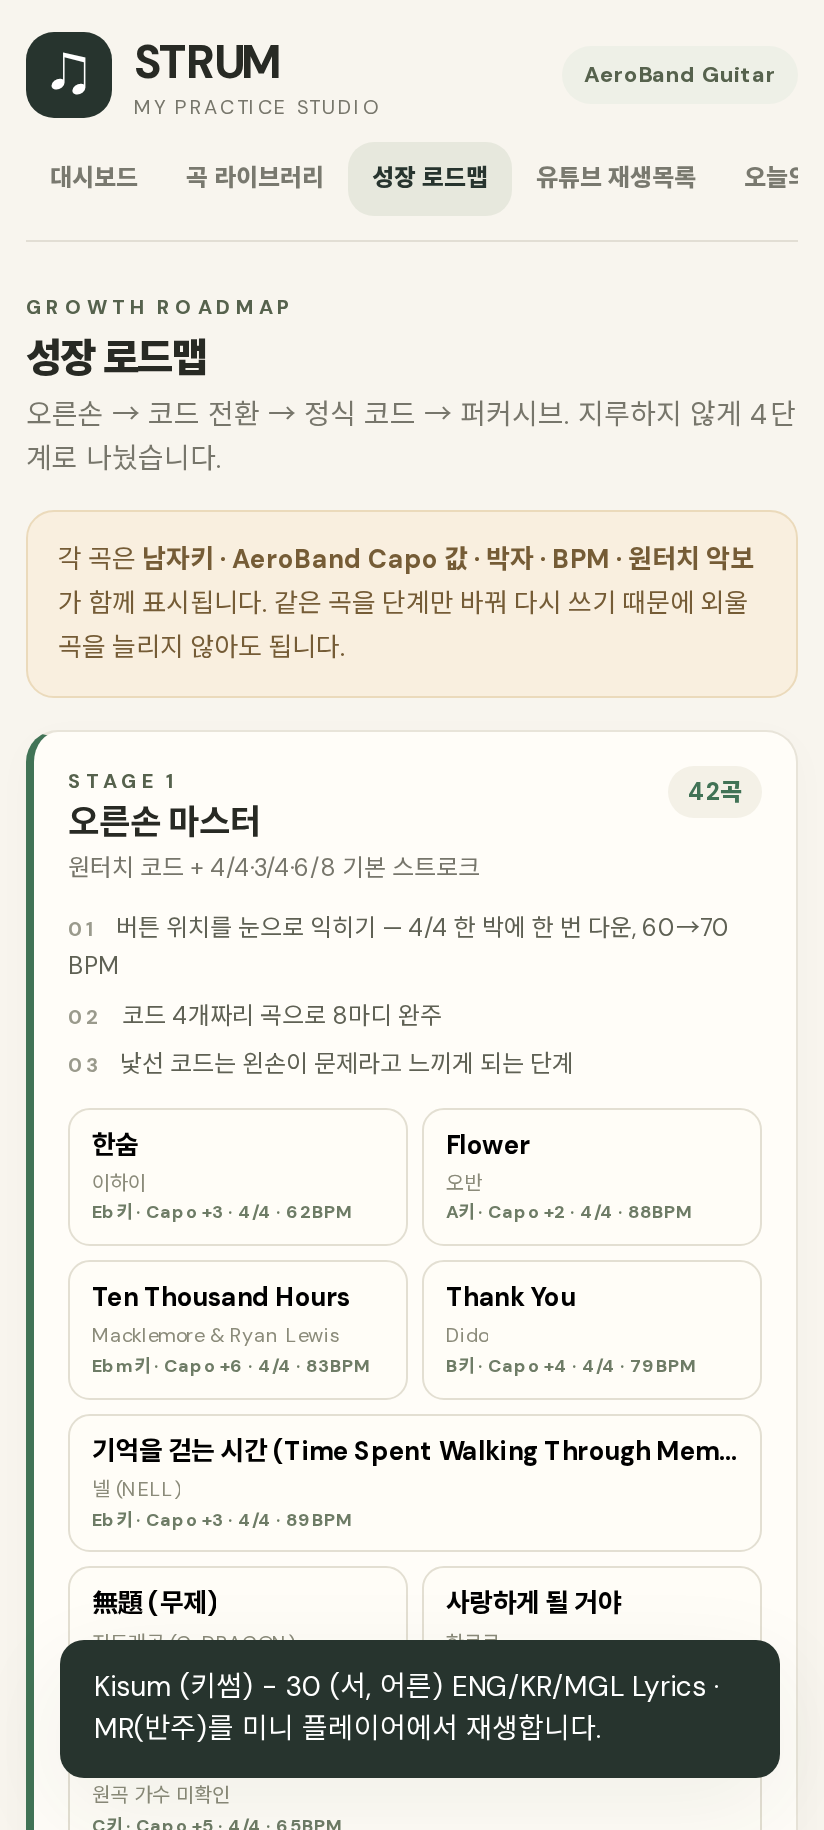 STRUM
MY PRACTICE STUDIO
AeroBand Guitar
대시보드 곡 라이브러리 성장 로드맵 유튜브 재생목록
GROWTH ROADMAP
성장 로드맵
오른손 → 코드 전환 → 정식 코드 → 퍼커시브. 지루하지 않게 4단
계로 나눴습니다.
각 곡은 남자키 · AeroBand Capo 값 · 박자 · BPM · 원터치 악보
가 함께 표시됩니다. 같은 곡을 단계만 바꿔 다시 쓰기 때문에 외울
곡을 늘리지 않아도 됩니다.
STAGE 1
42곡
오른손 마스터
원터치 코드 + 4/4·3/4·6/8 기본 스트로크
01 버튼 위치를 눈으로 익히기 — 4/4 한 박에 한 번 다운, 60→70
BPM
02 코드 4개짜리 곡으로 8마디 완주
03 낯선 코드는 왼손이 문제라고 느끼게 되는 단계
한숨
이하이
Eb키 · Capo +3 · 4/4 · 62BPM
Flower
오반
A키 · Capo +2 · 4/4 · 88BPM
Ten Thousand Hours
Macklemore & Ryan Lewis
Ebm키 · Capo +6 · 4/4 · 83BPM
Thank You
Dido
B키 · Capo +4 · 4/4 · 79BPM
기억을 걷는 시간 (Time Spent Walking Through Mem...
넬 (NELL)
Eb키 · Capo +3 · 4/4 · 89BPM
無題 (무제)
사랑하게 될 거야
Kisum (키썸) - 30 (서, 어른) ENG/KR/MGL Lyrics ·
MR(반주)를 미니 플레이어에서 재생합니다.
원곡 가수 미확인
C키 · Capo +5 · 4/4 · 65BPM